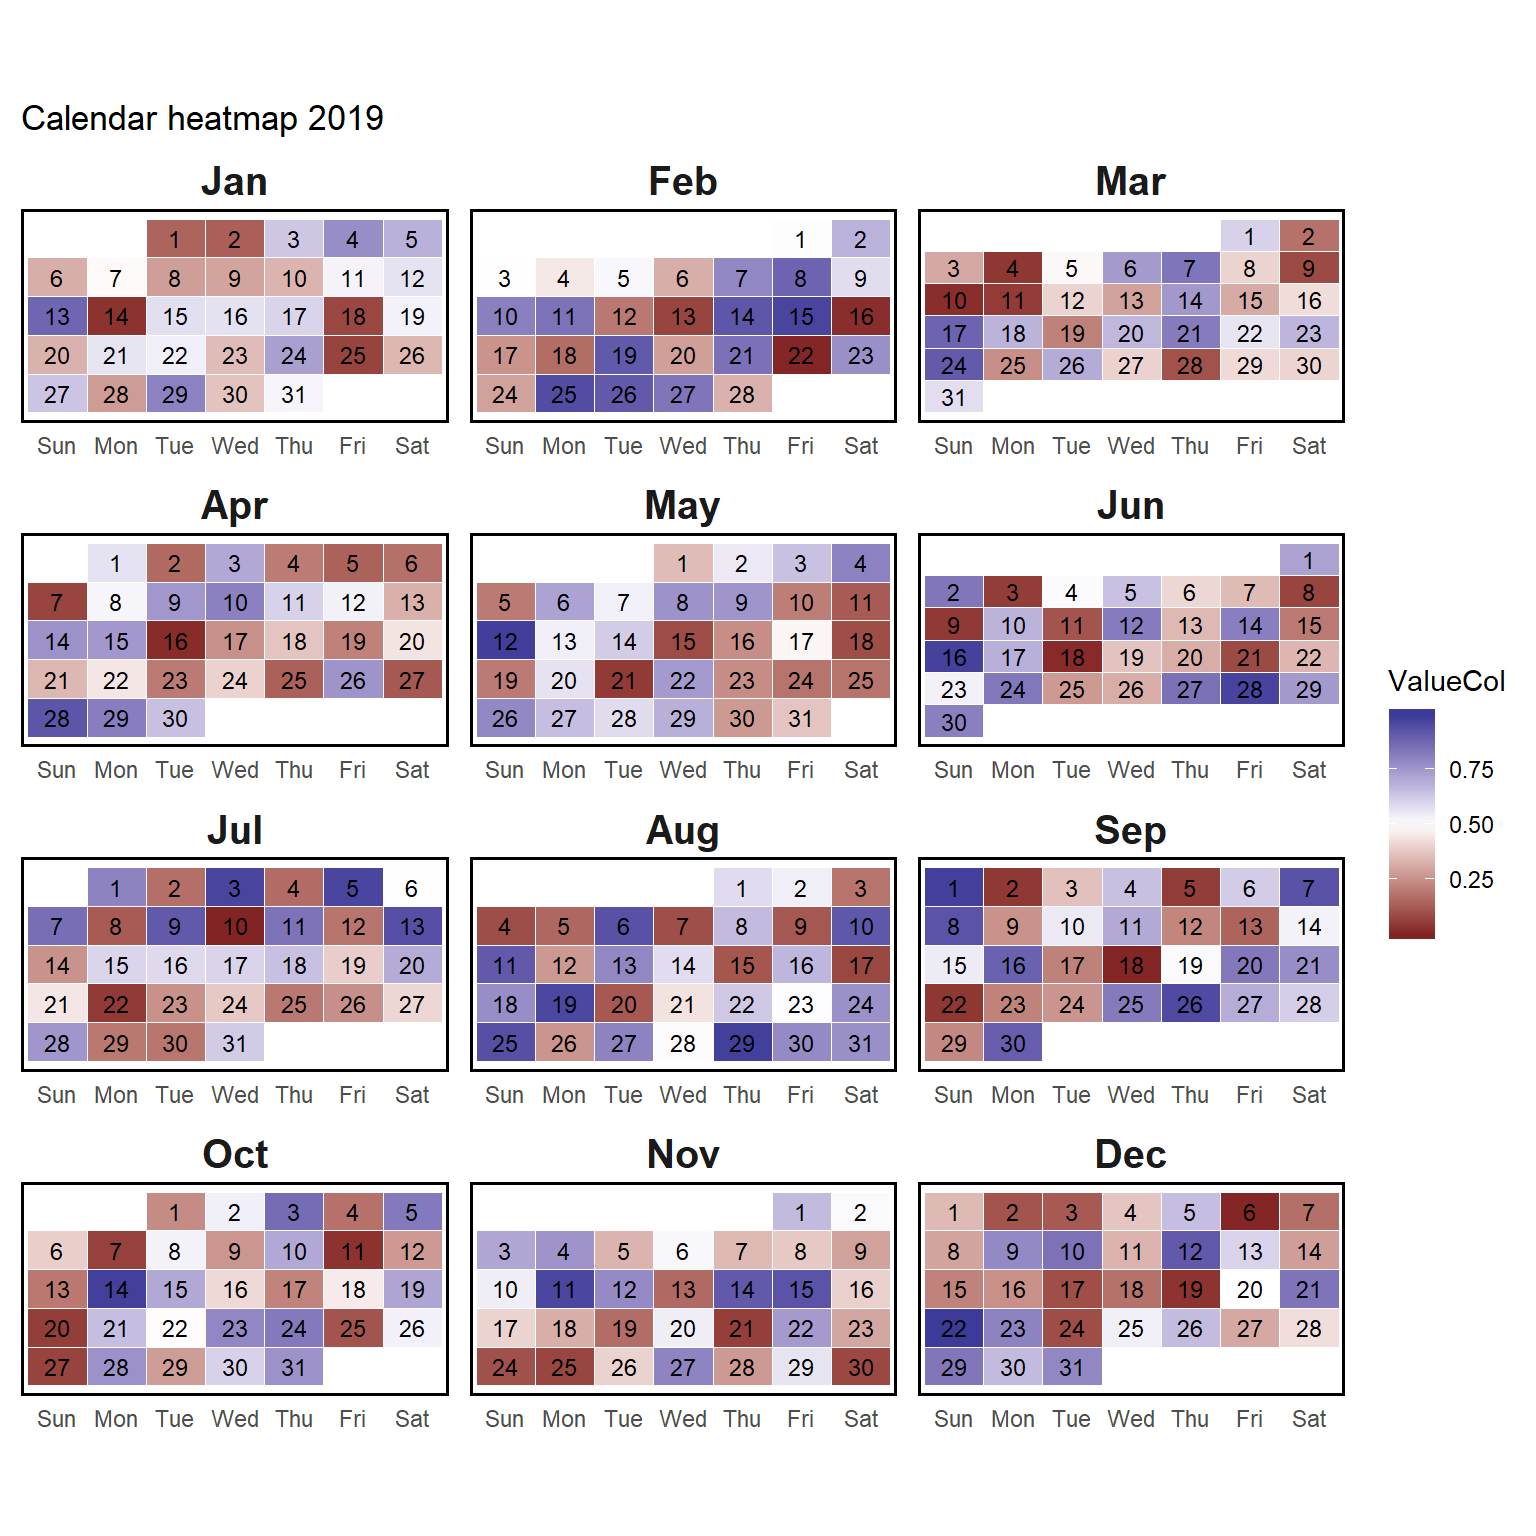 Calendar heatmap 2019
Jan Feb Mar
1 2 3 4 5 1 2 1 2
6 7 8 9 10 11 12 3 4 5 6 7 8 9 3 4 5 6 7 8 9
13 14 15 16 17 18 19 10 11 12 13 14 15 16 10 11 12 13 14 15 16
20 21 22 23 24 25 26 17 18 19 20 21 22 23 17 18 19 20 21 22 23
27 28 29 30 31 24 25 26 27 28 24 25 26 27 28 29 30
31
Sun Mon Tue Wed Thu Fri Sat Sun Mon Tue Wed Thu Fri Sat Sun Mon Tue Wed Thu Fri Sat
Apr May Jun
1 2 3 4 5 6 1 2 3 4 1
7 8 9 10 11 12 13 5 6 7 8 9 10 11 2 3 4 5 6 7 8
14 15 16 17 18 19 20 12 13 14 15 16 17 18 9 10 11 12 13 14 15
21 22 23 24 25 26 27 19 20 21 22 23 24 25 16 17 18 19 20 21 22
28 29 30 26 27 28 29 30 31 23 24 25 26 27 28 29
30
Sun Mon Tue Wed Thu Fri Sat Sun Mon Tue Wed Thu Fri Sat Sun Mon Tue Wed Thu Fri Sat
Jul Aug Sep
1 2 3 4 5 6 1 2 3 1 2 3 4 5 6 7
7 8 9 10 11 12 13 4 5 6 7 8 9 10 8 9 10 11 12 13 14
14 15 16 17 18 19 20 11 12 13 14 15 16 17 15 16 17 18 19 20 21
21 22 23 24 25 26 27 18 19 20 21 22 23 24 22 23 24 25 26 27 28
28 29 30 31 25 26 27 28 29 30 31 29 30
Sun Mon Tue Wed Thu Fri Sat Sun Mon Tue Wed Thu Fri Sat Sun Mon Tue Wed Thu Fri Sat
Oct Nov Dec
1 2 3 4 5 1 2 1 2 3 4 5 6 7
6 7 8 9 10 11 12 3 4 5 6 7 8 9 8 9 10 11 12 13 14
13 14 15 16 17 18 19 10 11 12 13 14 15 16 15 16 17 18 19 20 21
20 21 22 23 24 25 26 17 18 19 20 21 22 23 22 23 24 25 26 27 28
27 28 29 30 31 24 25 26 27 28 29 30 29 30 31
Sun Mon Tue Wed Thu Fri Sat Sun Mon Tue Wed Thu Fri Sat Sun Mon Tue Wed Thu Fri Sat
ValueCol
0.75
0.50
0.25